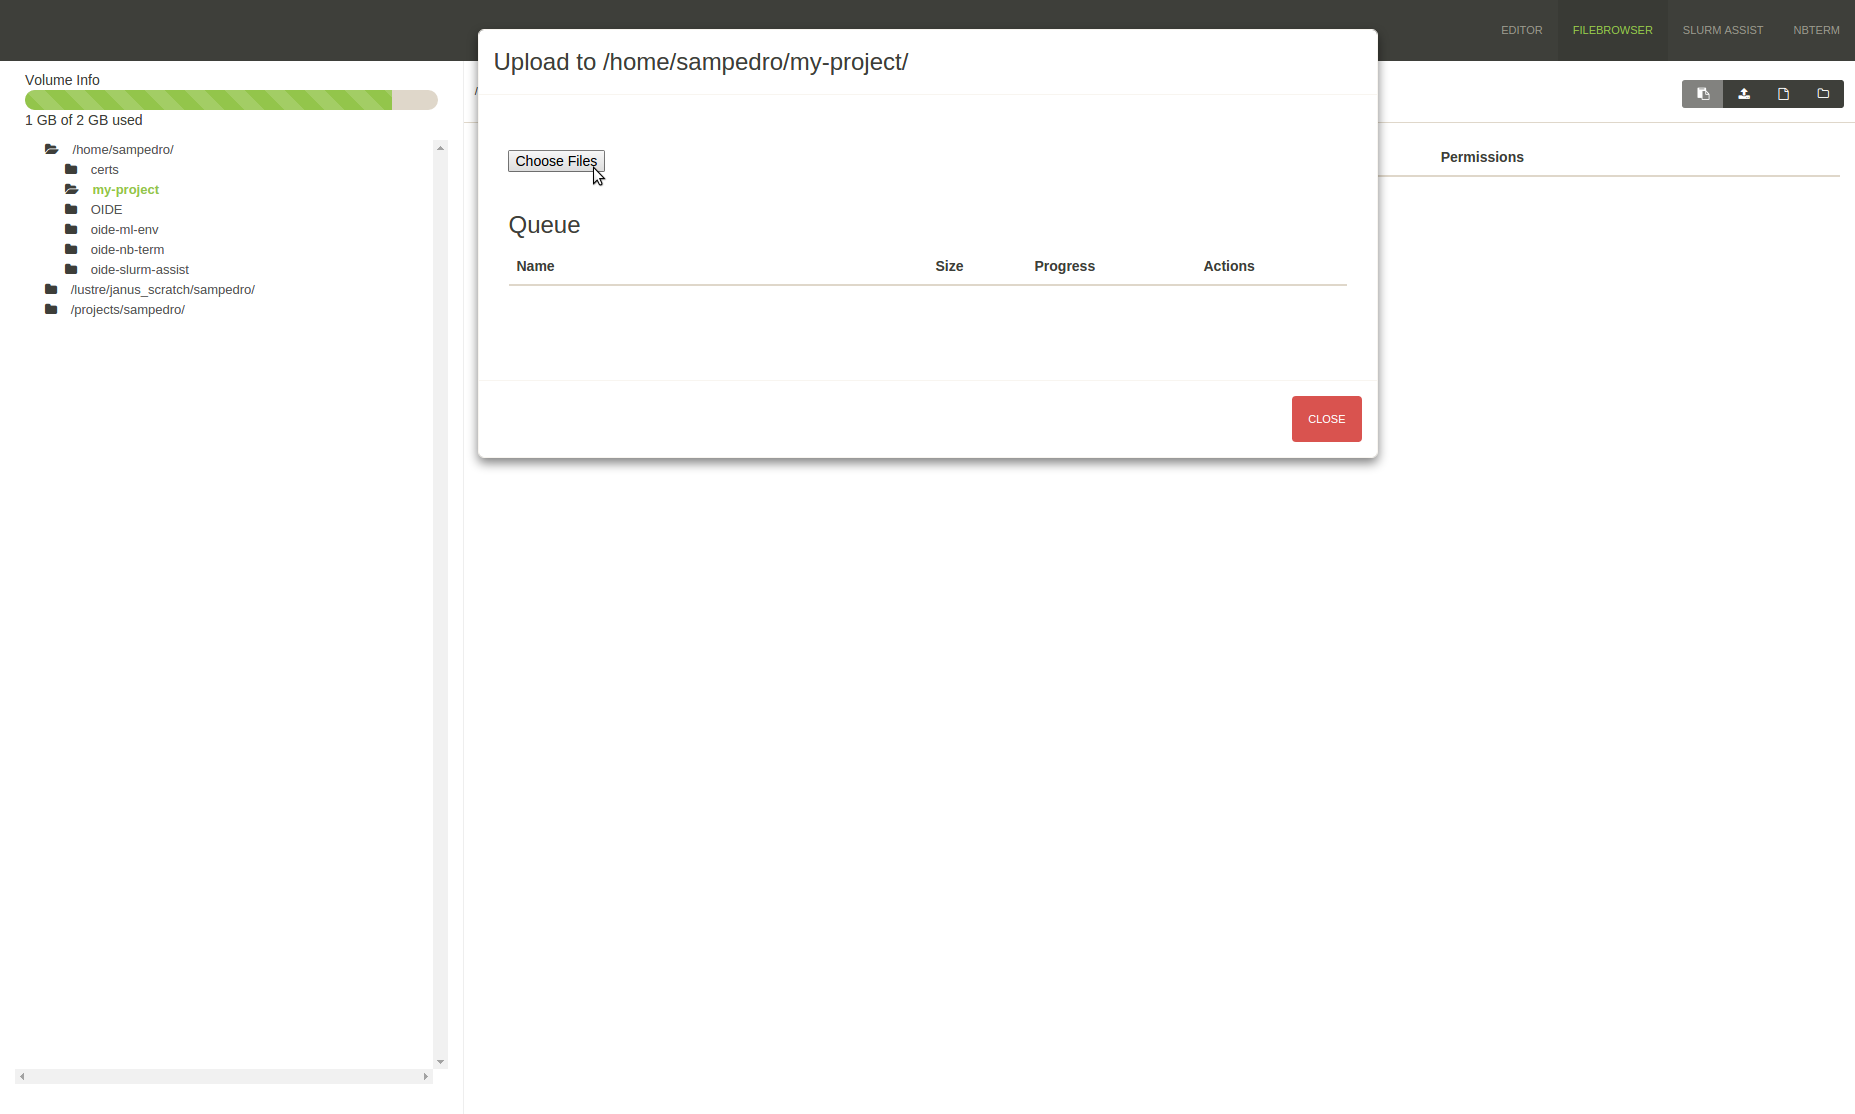 EDITOR FILEBROWSER SLURM ASSIST NBTERM
Upload to /home/sampedro/my-project/
Volume Info
1 GB of 2 GB used
/
/home/sampedro/
certs
my-project
OIDE
oide-ml-env
oide-nb-term
oide-slurm-assist
/lustre/janus_scratch/sampedro/
/projects/sampedro/
Choose Files
Queue
Name Size Progress Actions
CLOSE
Permissions